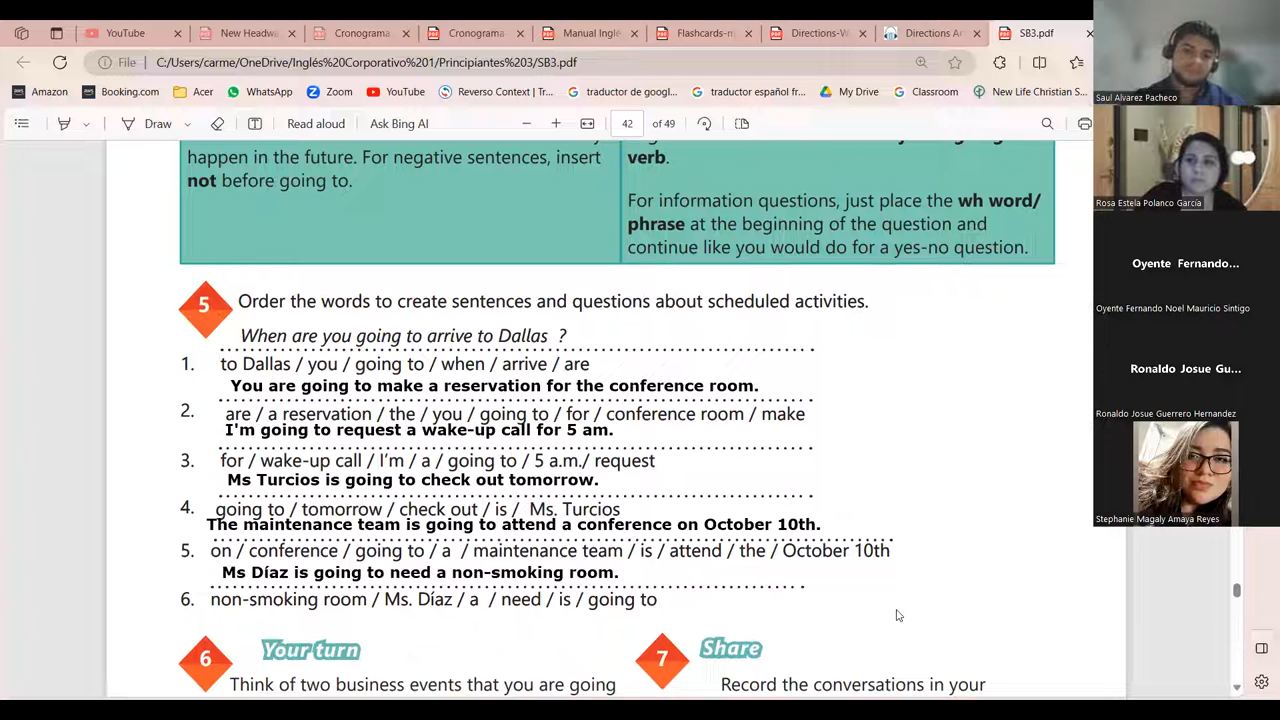 YouTube
New Headw
Cronograma
Cronograma
Manual Inglé
Flashcards-n
Directions-W
Directions Ar
SB3.pdf
File C:/Users/carme/OneDrive/Inglés%20Corporativo%201/Principiantes%203/SB3.pdf
Amazon
Booking.com
Acer
WhatsApp
Zoom
YouTube
Reverso Context | Tr...
traductor de googl...
traductor español fr...
My Drive
Classroom
New Life Christian S...
Draw
Read aloud
Ask Bing AI
42 of 49
happen in the future. For negative sentences, insert
not before going to.
verb.
For information questions, just place the wh word/
phrase at the beginning of the question and
continue like you would do for a yes-no question.
5 Order the words to create sentences and questions about scheduled activities.
When are you going to arrive to Dallas ?
1. to Dallas / you / going to / when / arrive / are
You are going to make a reservation for the conference room.
2. are / a reservation / the / you / going to / for / conference room / make
I'm going to request a wake-up call for 5 am.
3. for / wake-up call / I'm / a / going to / 5 a.m./ request
Ms Turcios is going to check out tomorrow.
4. going to / tomorrow / check out / is / Ms. Turcios
The maintenance team is going to attend a conference on October 10th.
5. on / conference / going to / a / maintenance team / is / attend / the / October 10th
Ms Díaz is going to need a non-smoking room.
6. non-smoking room / Ms. Díaz / a / need / is / going to
6 Your turn
Think of two business events that you are going
7 Share
Record the conversations in your
Saul Alvarez Pacheco
Rosa Estela Polanco García
Oyente Fernando...
Oyente Fernando Noel Mauricio Sintigo
Ronaldo Josue Gu...
Ronaldo Josue Guerrero Hernandez
Stephanie Magaly Amaya Reyes